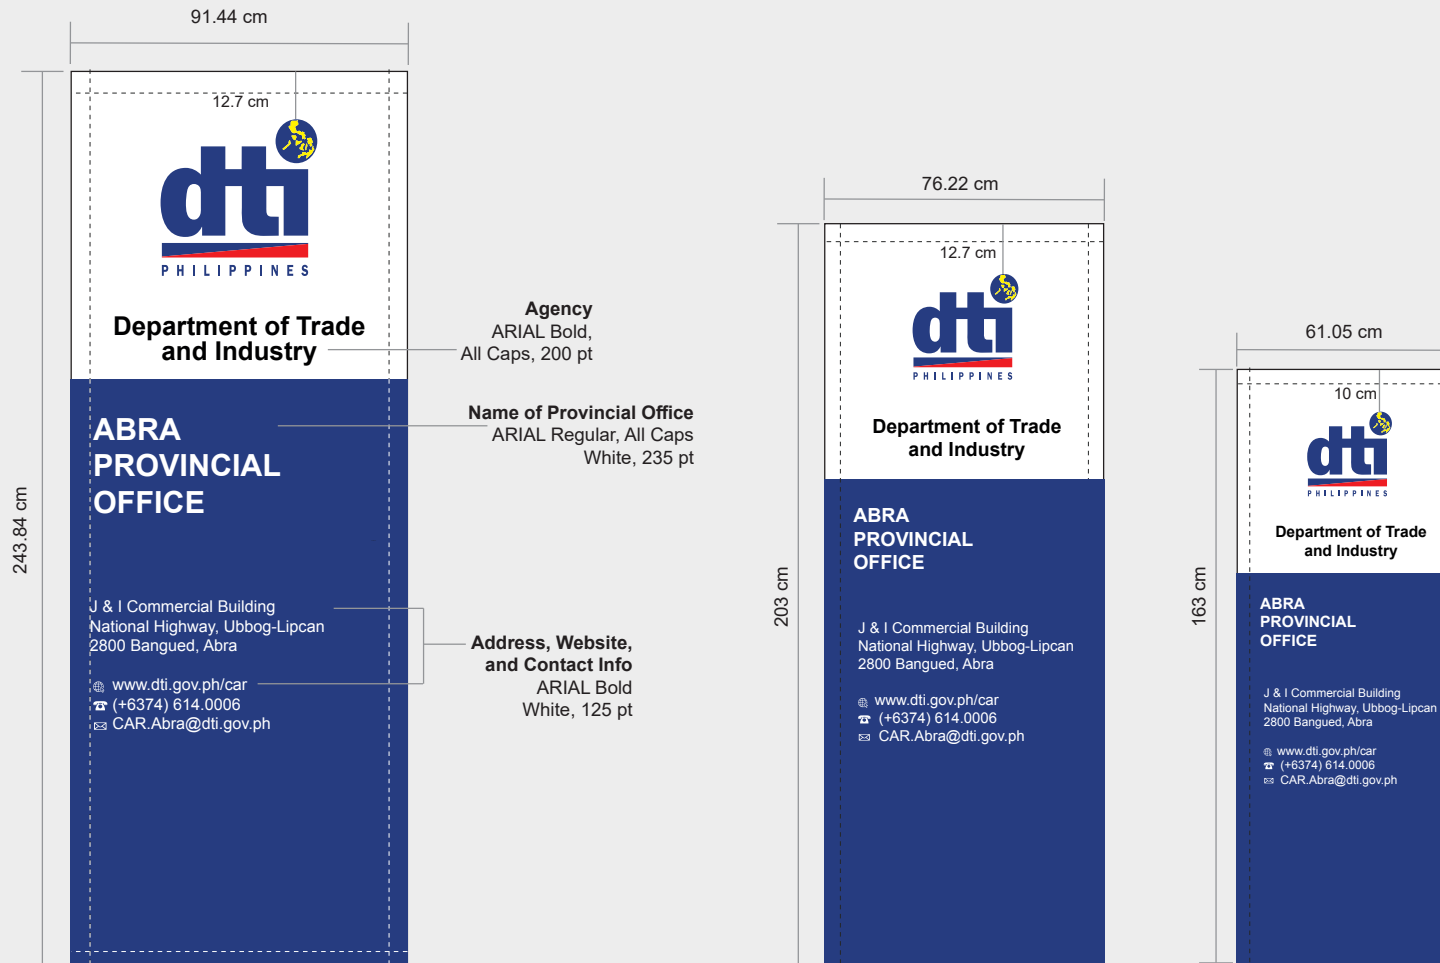 91.44 cm
243.84 cm
12.7 cm
dti
PHILIPPINES
Department of Trade
and Industry
ABRA
PROVINCIAL
OFFICE
J & I Commercial Building
National Highway, Ubbog-Lipcan
2800 Bangued, Abra
www.dti.gov.ph/car
(+6374) 614.0006
CAR.Abra@dti.gov.ph
Agency
ARIAL Bold,
All Caps, 200 pt
Name of Provincial Office
ARIAL Regular, All Caps
White, 235 pt
Address, Website,
and Contact Info
ARIAL Bold
White, 125 pt
76.22 cm
203 cm
12.7 cm
dti
PHILIPPINES
Department of Trade
and Industry
ABRA
PROVINCIAL
OFFICE
J & I Commercial Building
National Highway, Ubbog-Lipcan
2800 Bangued, Abra
www.dti.gov.ph/car
(+6374) 614.0006
CAR.Abra@dti.gov.ph
61.05 cm
163 cm
10 cm
dti
PHILIPPINES
Department of Trade
and Industry
ABRA
PROVINCIAL
OFFICE
J & I Commercial Building
National Highway, Ubbog-Lipcan
2800 Bangued, Abra
www.dti.gov.ph/car
(+6374) 614.0006
CAR.Abra@dti.gov.ph